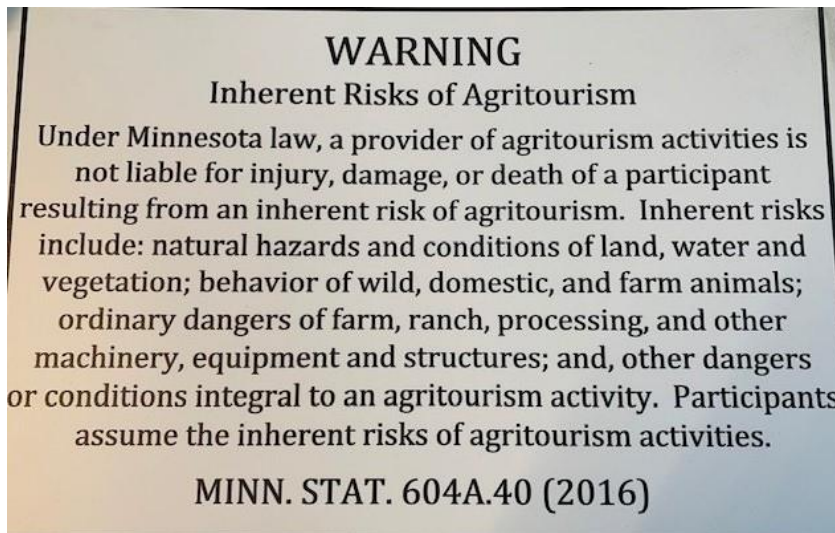 WARNING
Inherent Risks of Agritourism
Under Minnesota law, a provider of agritourism activities is
not liable for injury, damage, or death of a participant
resulting from an inherent risk of agritourism.  Inherent risks
include: natural hazards and conditions of land, water and
vegetation; behavior of wild, domestic, and farm animals;
ordinary dangers of farm, ranch, processing, and other
machinery, equipment and structures; and, other dangers
or conditions integral to an agritourism activity.  Participants
assume the inherent risks of agritourism activities.
MINN. STAT. 604A.40 (2016)